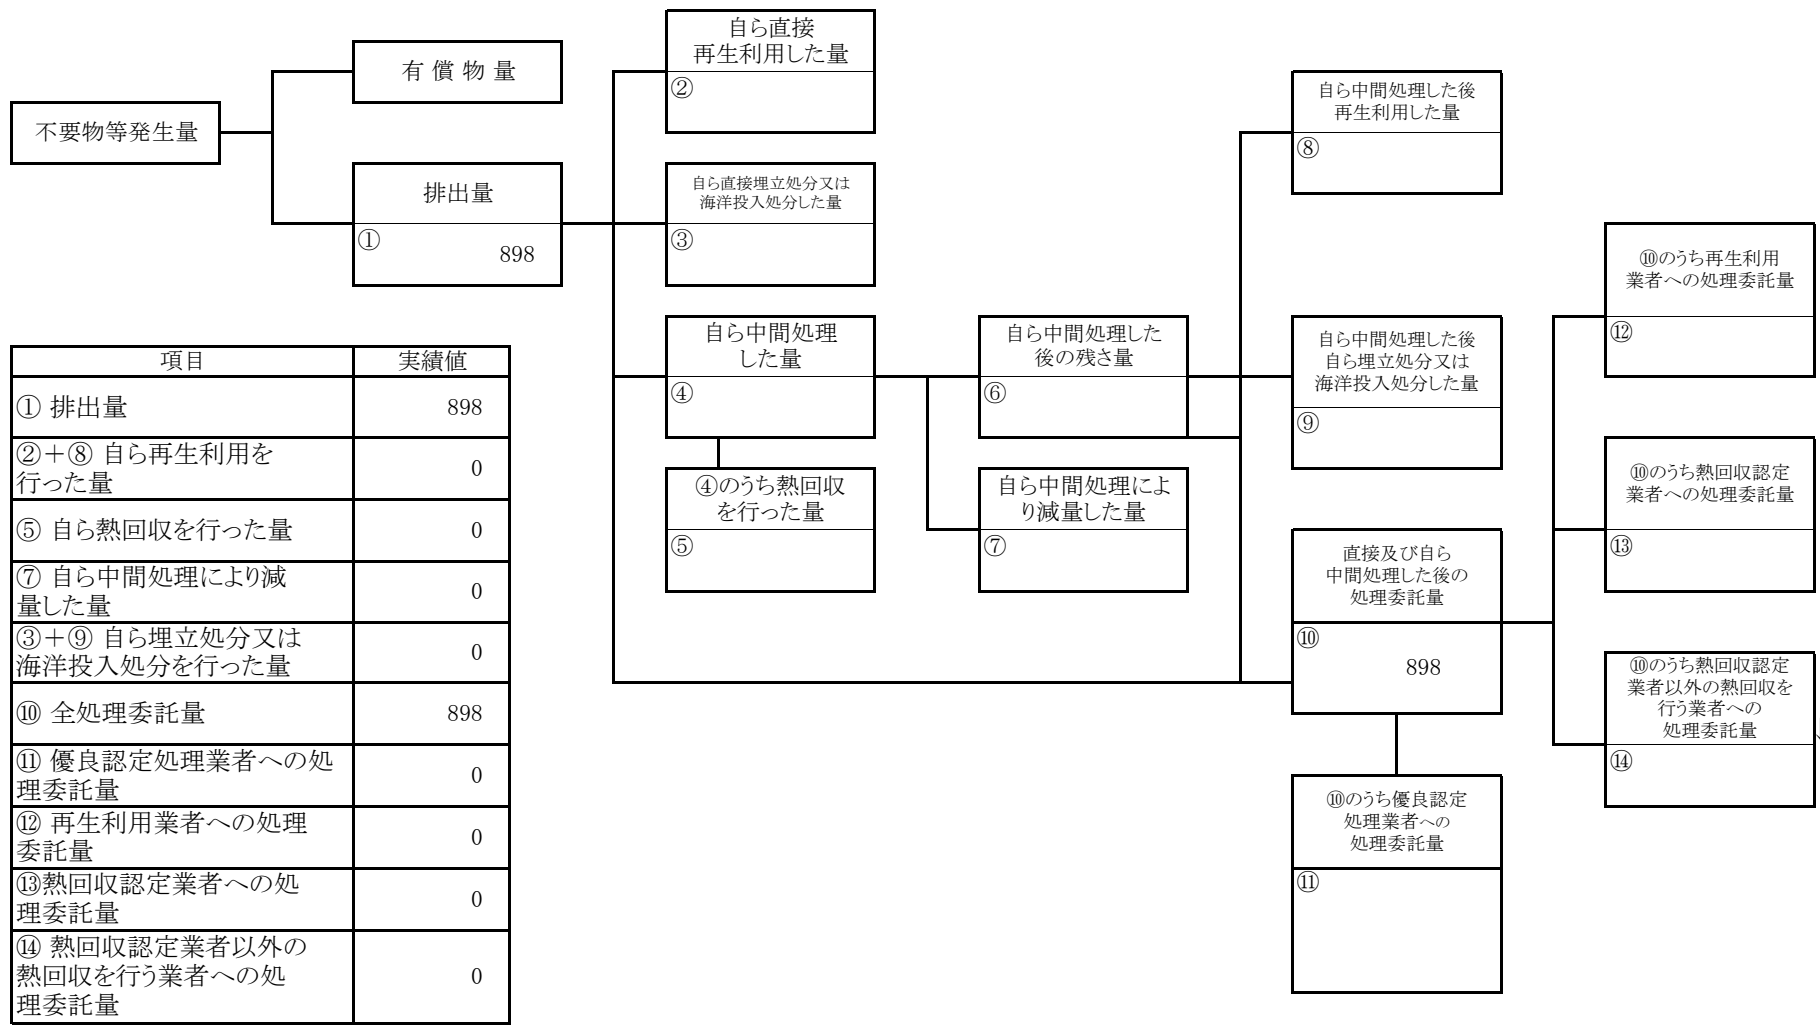 不要物等発生量
有 償 物 量
排出量
①
898
自ら直接
再生利用した量
②
自ら直接埋立処分又は
海洋投入処分した量
③
自ら中間処理
した量
④
④のうち熱回収
を行った量
⑤
自ら中間処理した
後の残さ量
⑥
自ら中間処理によ
り減量した量
⑦
自ら中間処理した後
再生利用した量
⑧
自ら中間処理した後
自ら埋立処分又は
海洋投入処分した量
⑨
直接及び自ら
中間処理した後の
処理委託量
⑩
898
⑩のうち優良認定
処理業者への
処理委託量
⑪
⑩のうち再生利用
業者への処理委託量
⑫
⑩のうち熱回収認定
業者への処理委託量
⑬
⑩のうち熱回収認定
業者以外の熱回収を
行う業者への
処理委託量
⑭
項目 実績値
① 排出量 898
②＋⑧ 自ら再生利用を
行った量 0
⑤ 自ら熱回収を行った量 0
⑦ 自ら中間処理により減
量した量 0
③＋⑨ 自ら埋立処分又は
海洋投入処分を行った量 0
⑩ 全処理委託量 898
⑪ 優良認定処理業者への処
理委託量 0
⑫ 再生利用業者への処理
委託量 0
⑬熱回収認定業者への処
理委託量 0
⑭ 熱回収認定業者以外の
熱回収を行う業者への処
理委託量 0